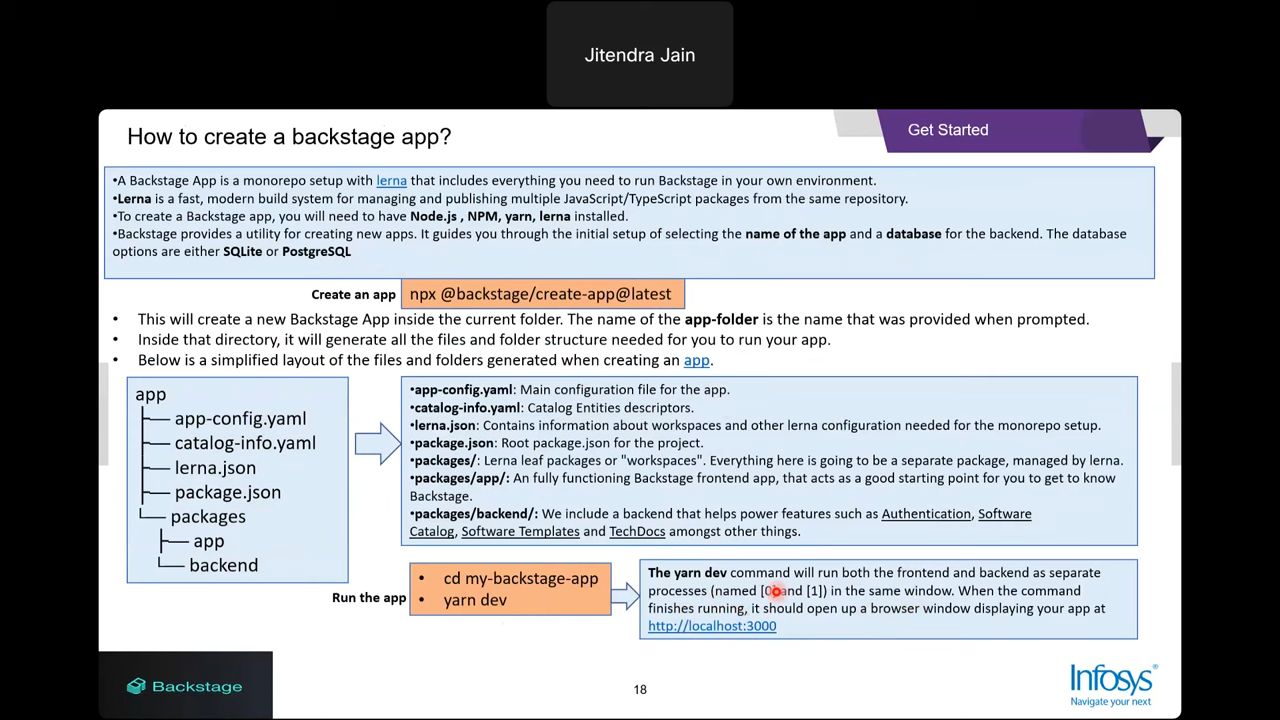 Jitendra Jain
How to create a backstage app?
Get Started
•A Backstage App is a monorepo setup with lerna that includes everything you need to run Backstage in your own environment.
•Lerna is a fast, modern build system for managing and publishing multiple JavaScript/TypeScript packages from the same repository.
•To create a Backstage app, you will need to have Node.js , NPM, yarn, lerna installed.
•Backstage provides a utility for creating new apps. It guides you through the initial setup of selecting the name of the app and a database for the backend. The database
options are either SQLite or PostgreSQL
Create an app
npx @backstage/create-app@latest
• This will create a new Backstage App inside the current folder. The name of the app-folder is the name that was provided when prompted.
• Inside that directory, it will generate all the files and folder structure needed for you to run your app.
• Below is a simplified layout of the files and folders generated when creating an app.
app
app-config.yaml
catalog-info.yaml
lerna.json
package.json
packages
app
backend
•app-config.yaml: Main configuration file for the app.
•catalog-info.yaml: Catalog Entities descriptors.
•lerna.json: Contains information about workspaces and other lerna configuration needed for the monorepo setup.
•package.json: Root package.json for the project.
•packages/: Lerna leaf packages or "workspaces". Everything here is going to be a separate package, managed by lerna.
•packages/app/: An fully functioning Backstage frontend app, that acts as a good starting point for you to get to know
Backstage.
•packages/backend/: We include a backend that helps power features such as Authentication, Software
Catalog, Software Templates and TechDocs amongst other things.
Run the app
• cd my-backstage-app
• yarn dev
The yarn dev command will run both the frontend and backend as separate
processes (named [0] and [1]) in the same window. When the command
finishes running, it should open up a browser window displaying your app at
http://localhost:3000
Backstage
18
Infosys®
Navigate your next